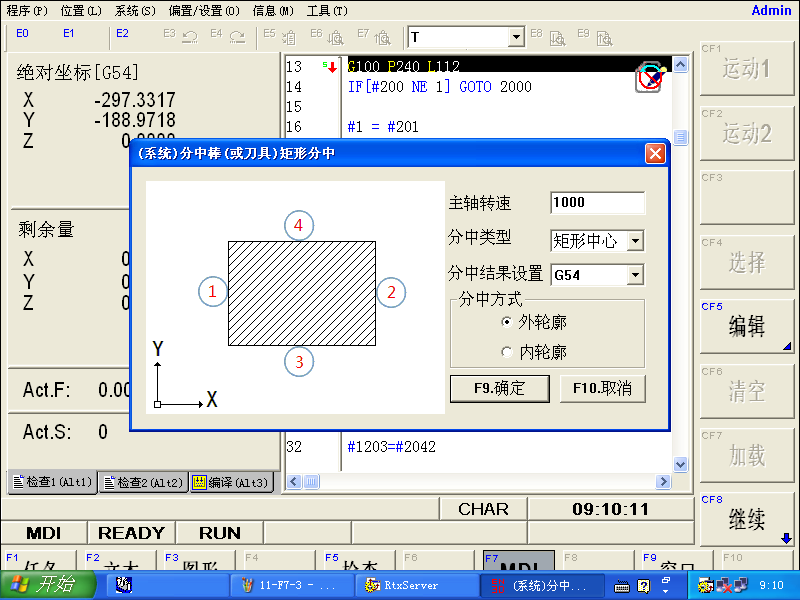 程序(P) 位置(L) 系统(S) 偏置/设置(O) 信息(M) 工具(T) Admin
E0 E1 E2 E3 E4 E5 E6 E7 T E8 E9
绝对坐标[G54]
X -297.3317
Y -188.9718
Z
剩余量
X 0
Y 0
Z 0
Act.F: 0.00
Act.S: 0
检查1(Alt1) 检查2(Alt2) 编译(Alt3)
13 G100 P240 L112
14 IF[#200 NE 1] GOTO 2000
15
16 #1 = #201
32 #1203=#2042
(系统)分中棒(或刀具)矩形分中
4
1
2
3
Y
X
主轴转速 1000
分中类型 矩形中心
分中结果设置 G54
分中方式
外轮廓
内轮廓
F9.确定 F10.取消
CF1 运动1
CF2 运动2
CF3
CF4 选择
CF5 编辑
CF6 清空
CF7 加载
CF8 继续
CHAR 09:10:11
MDI READY RUN
F1 任务 F2 文本 F3 图形 F4 F5 检查 F6 F7 MDI F8 F9 窗口 F10
开始 11-F7-3 - ... RtxServer (系统)分中... 9:10